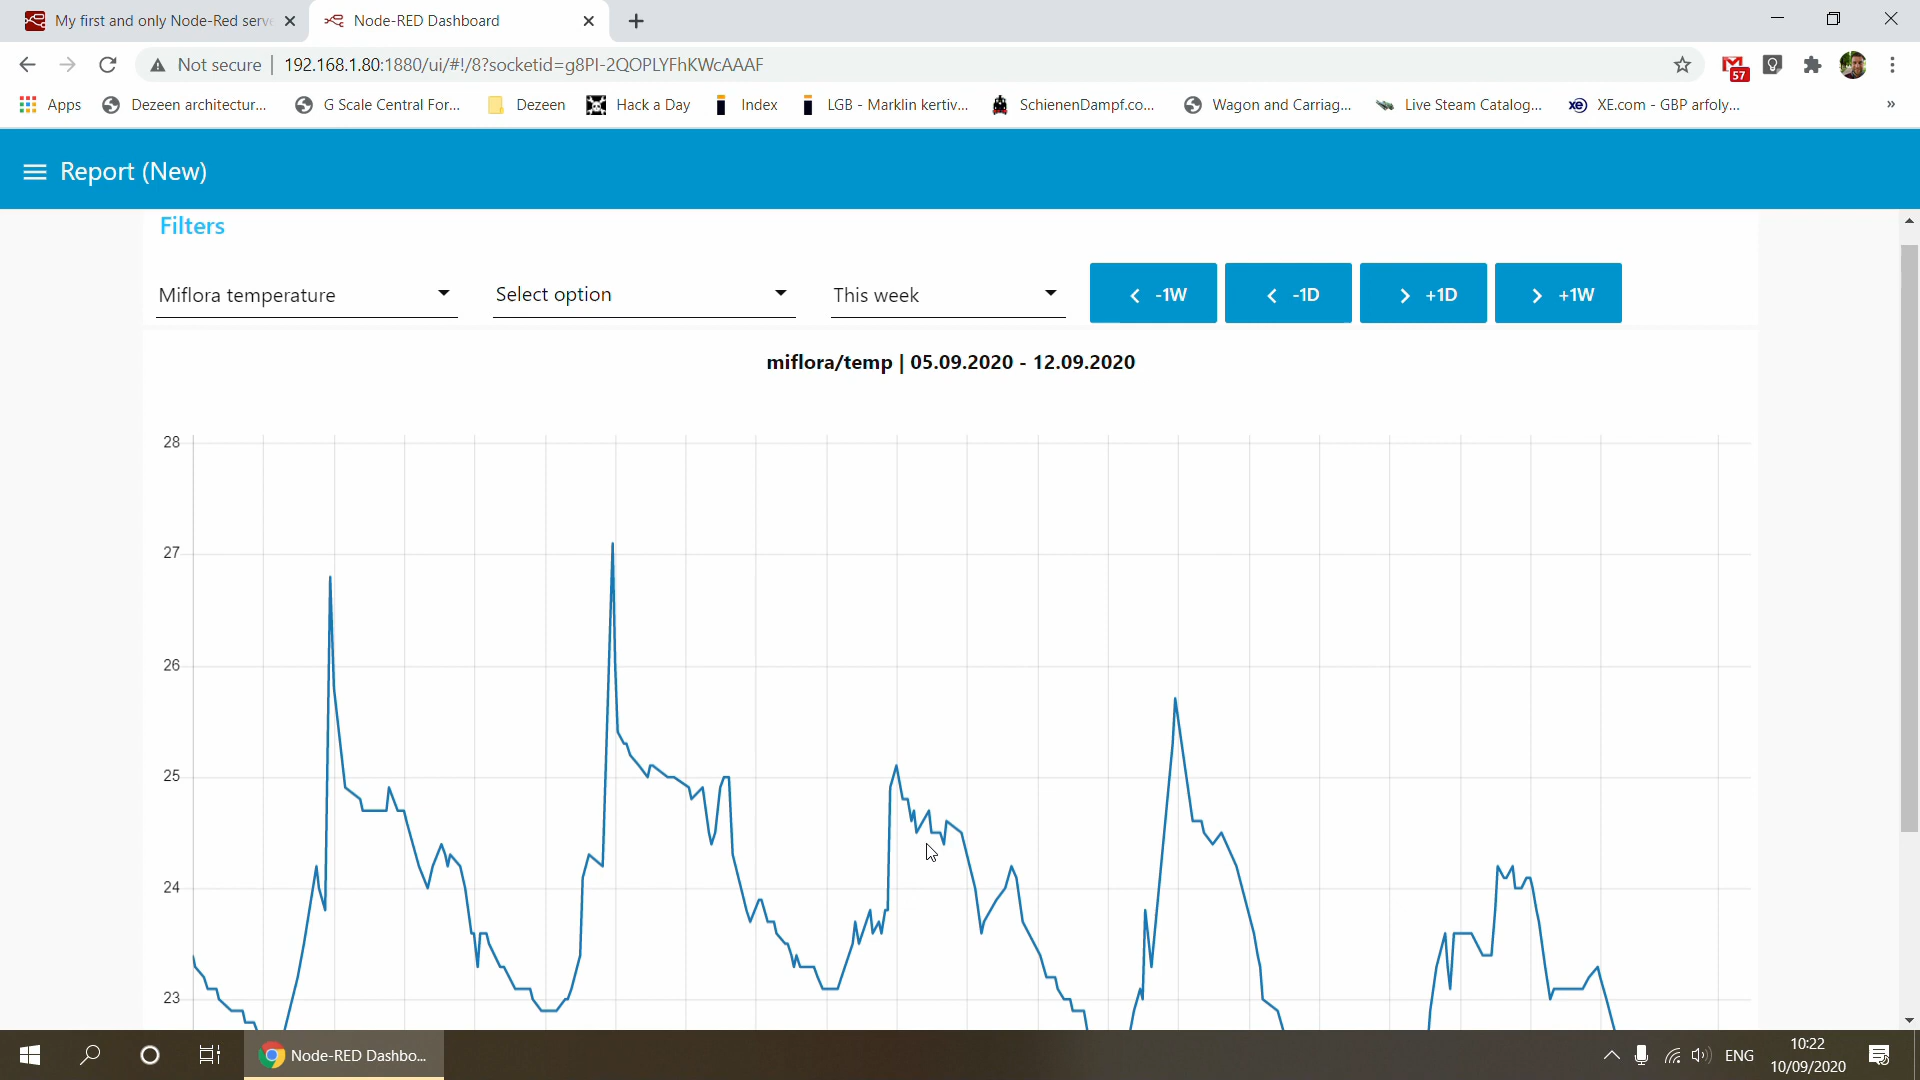 My first and only Node-Red serv
Node-RED Dashboard
Not secure
192.168.1.80:1880/ui/#!/8?socketid=g8PI-2QOPLYFhKWcAAAF
57
Apps
Dezeen architectur...
G Scale Central For...
Dezeen
Hack a Day
Index
LGB - Marklin kertiv...
SchienenDampf.co...
Wagon and Carriag...
Live Steam Catalog...
xe
XE.com - GBP arfoly...
»
Report (New)
Filters
Miflora temperature
Select option
This week
-1W
-1D
+1D
+1W
miflora/temp | 05.09.2020 - 12.09.2020
28
27
26
25
24
23
Node-RED Dashbo...
ENG
10:22
10/09/2020